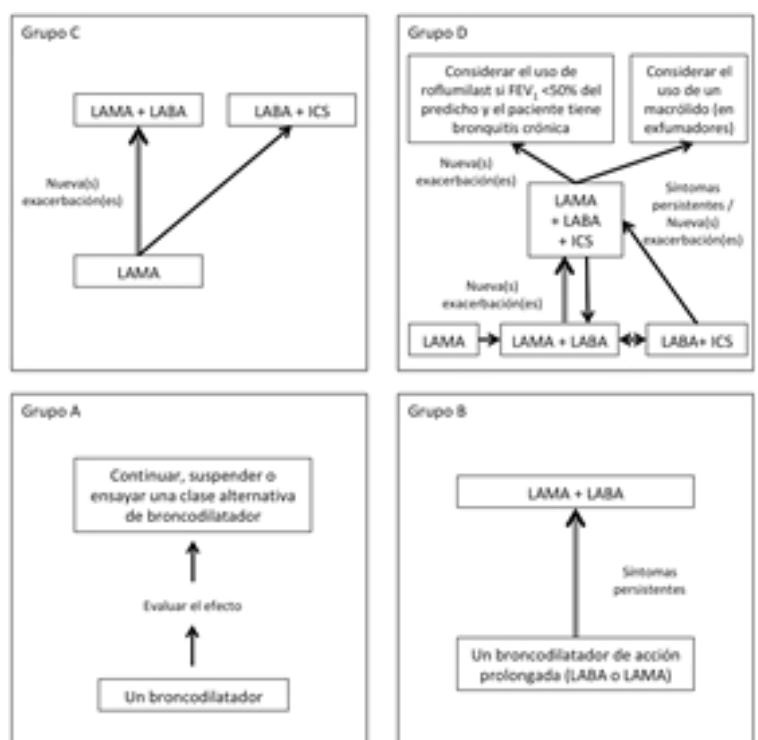 Grupo C
LAMA + LABA
LABA + ICS
Nueva(s)
exacerbación(es)
LAMA
Grupo D
Considerar el uso de
roflumilast si FEV1 <50% del
predicho y el paciente tiene
bronquitis crónica
Considerar el
uso de un
macrólido (en
exfumadores)
Nueva(s)
exacerbación(es)
LAMA
+ LABA
+ ICS
Síntomas
persistentes /
Nueva(s)
exacerbación(es)
Nueva(s)
exacerbación(es)
LAMA
LAMA + LABA
LABA+ ICS
Grupo A
Continuar, suspender o
ensayar una clase alternativa
de broncodilatador
Evaluar el efecto
Un broncodilatador
Grupo B
LAMA + LABA
Síntomas
persistentes
Un broncodilatador de acción
prolongada (LABA o LAMA)